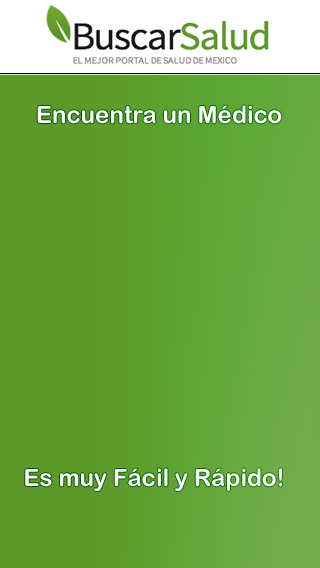 BuscarSalud
EL MEJOR PORTAL DE SALUD DE MEXICO
Encuentra un Médico
Es muy Fácil y Rápido!